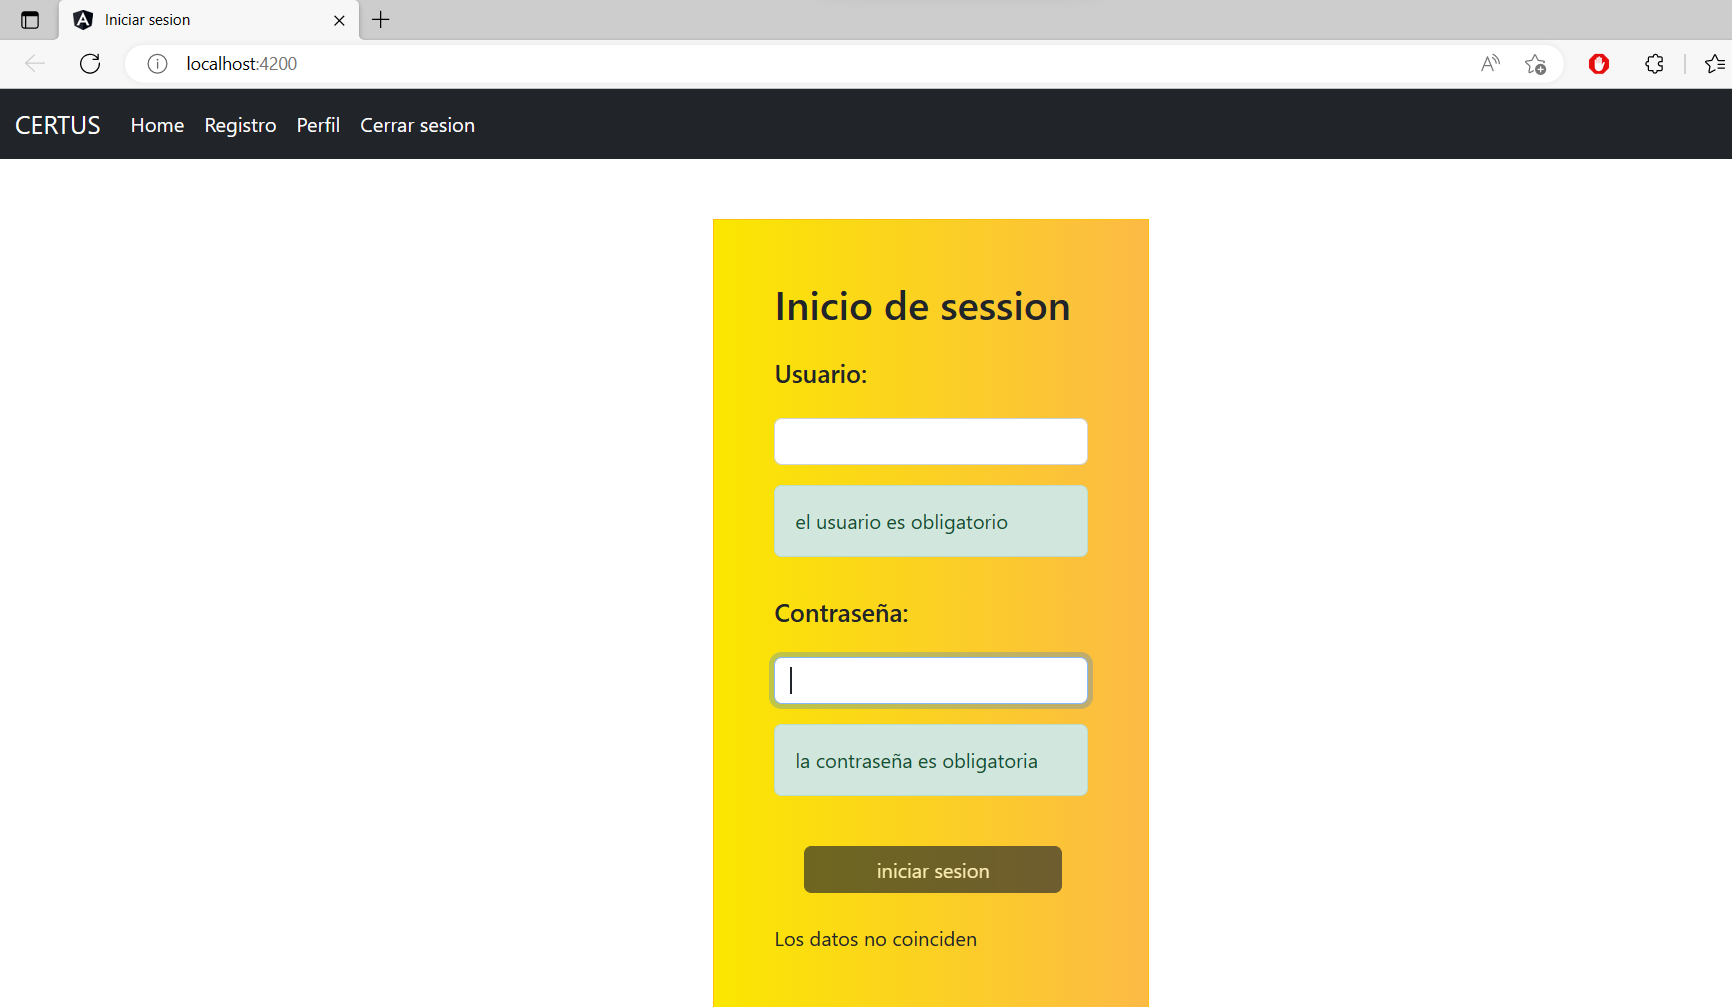 Iniciar sesion
localhost:4200
CERTUS Home Registro Perfil Cerrar sesion
Inicio de session
Usuario:
el usuario es obligatorio
Contraseña:
la contraseña es obligatoria
iniciar sesion
Los datos no coinciden